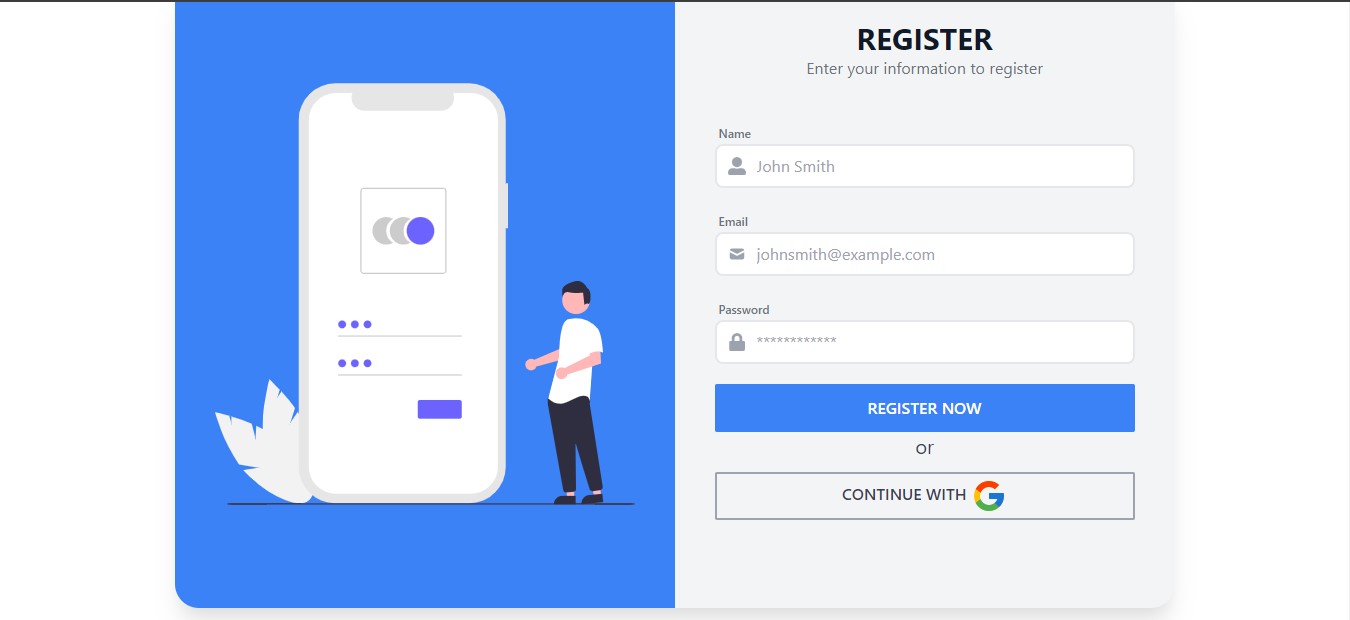 REGISTER
Enter your information to register
Name
John Smith
Email
johnsmith@example.com
Password
************
REGISTER NOW
or
CONTINUE WITH